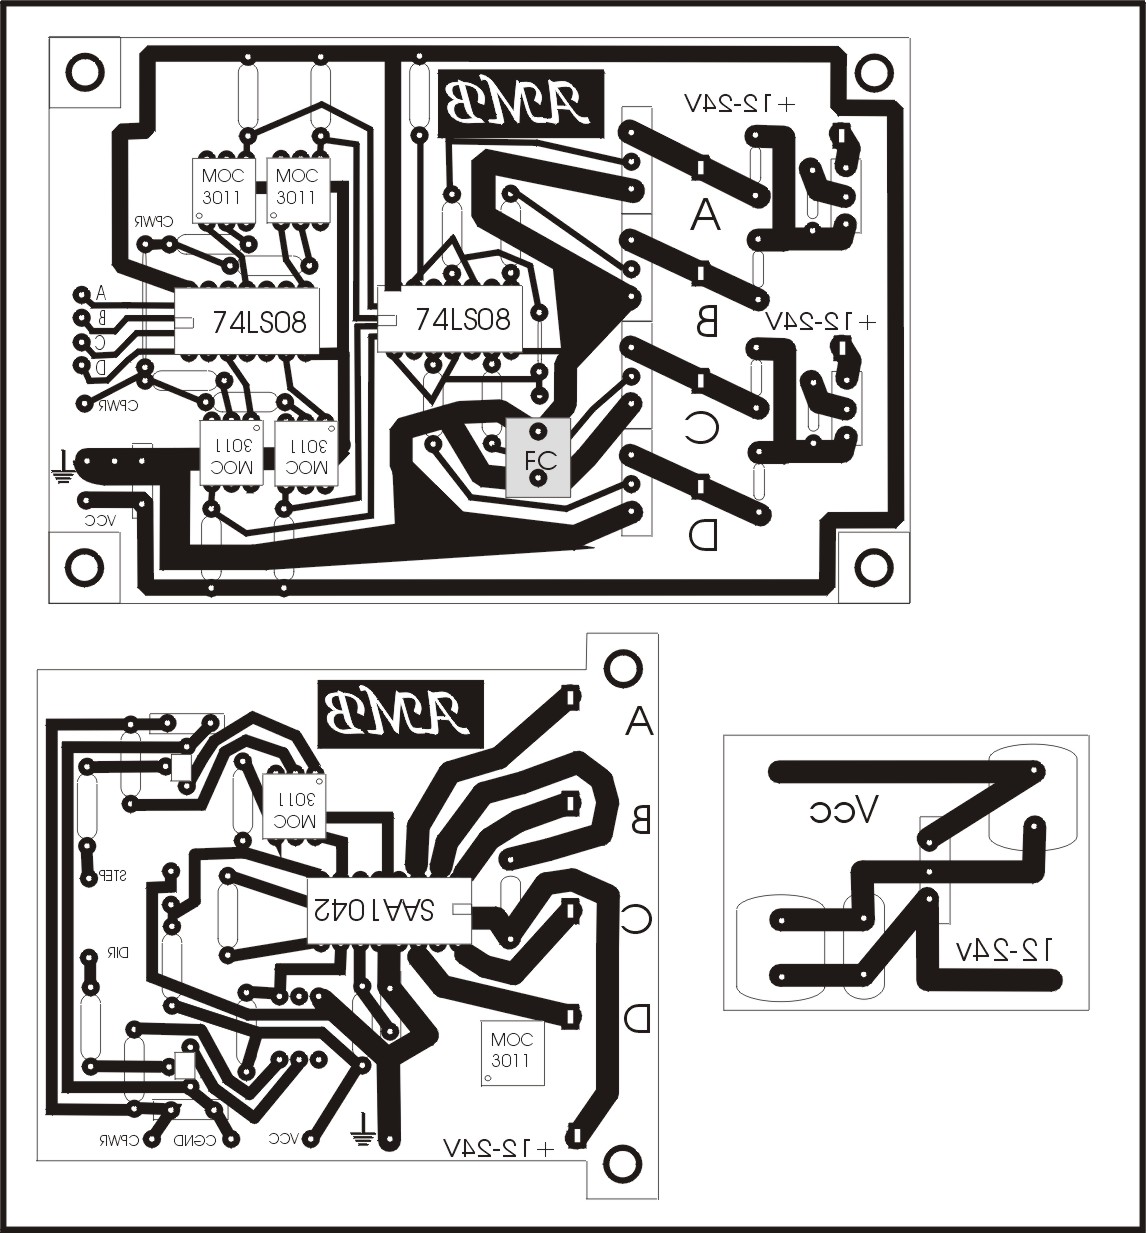 AMB
+12-24V
MOC
3011
MOC
3011
CPWR
A
A
B
C
D
74LS08
74LS08
B
+12-24V
CPWR
C
MOC
3011
MOC
3011
FC
VCC
D
AMB
A
MOC
3011
B
Vcc
STEP
SAA1042
C
DIR
12-24v
D
MOC
3011
CPWR
CGND
VCC
+12-24V